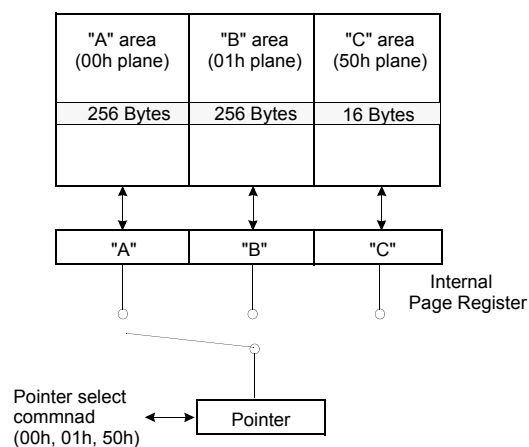 "A" area
(00h plane)
"B" area
(01h plane)
"C" area
(50h plane)
256 Bytes
256 Bytes
16 Bytes
"A"
"B"
"C"
Internal
Page Register
Pointer select
commnad
(00h, 01h, 50h)
Pointer